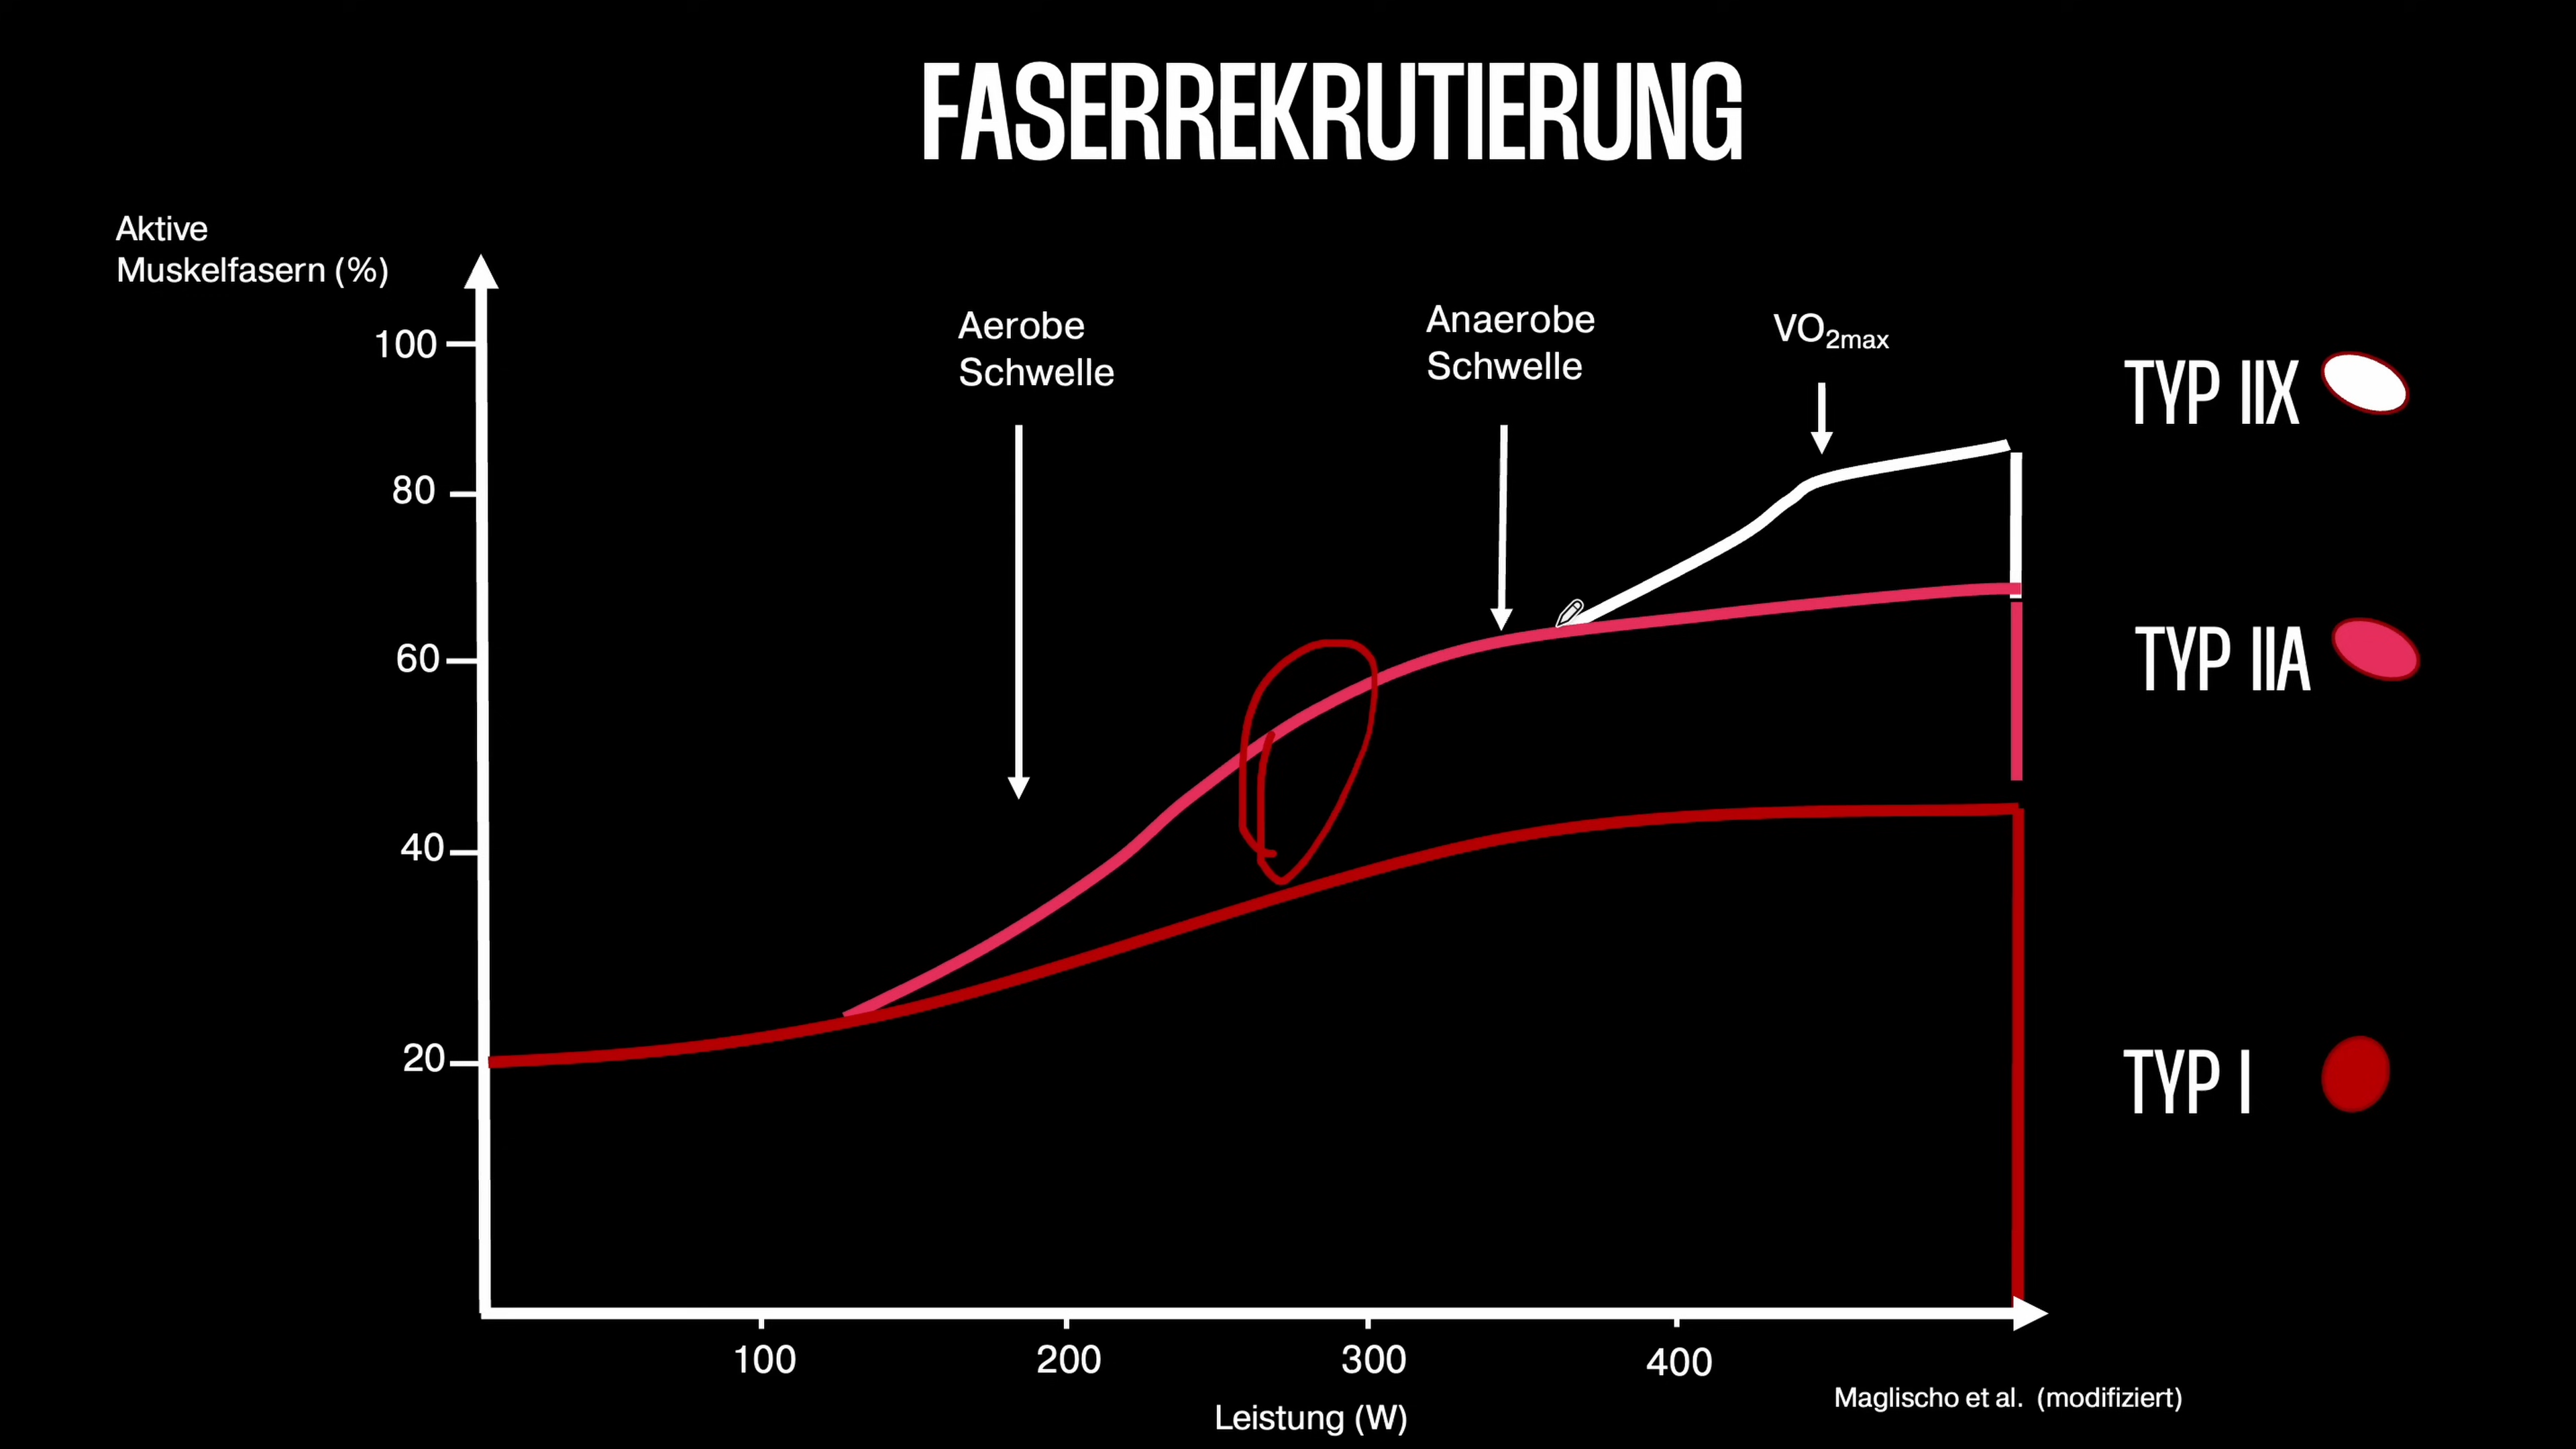 FASERREKRUTIERUNG
Aktive
Muskelfasern (%)
100
80
60
40
20
Aerobe
Schwelle
Anaerobe
Schwelle
VO₂max
TYP IIX
TYP IIA
TYP I
100
200
300
400
Leistung (W)
Maglischo et al. (modifiziert)